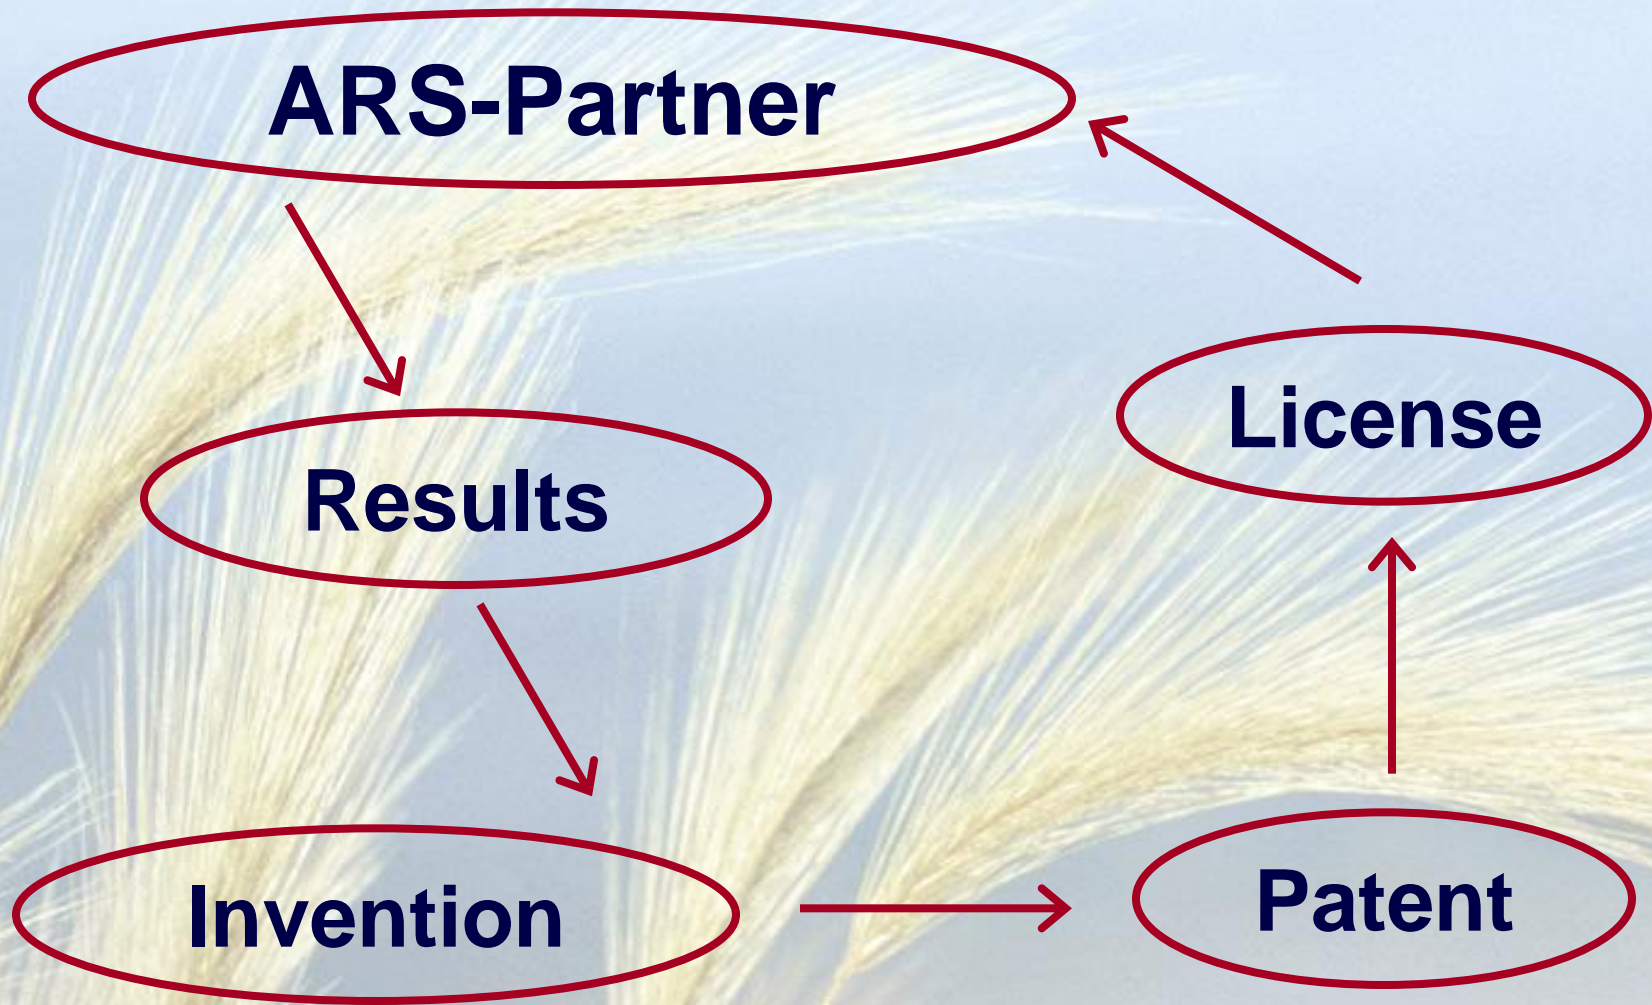 ARS-Partner
Results
Invention
Patent
License